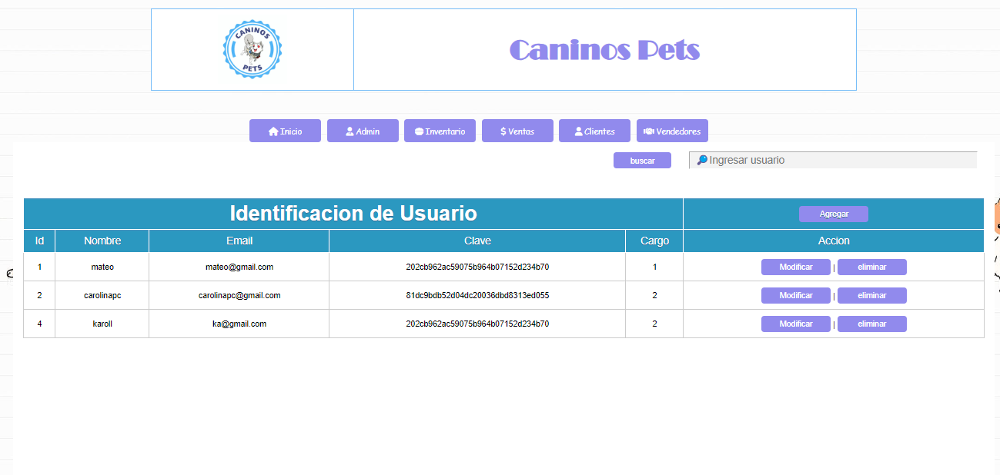 CANINOS
PETS
Caninos Pets
Inicio Admin Inventario Ventas Clientes Vendedores
buscar Ingresar usuario
Identificacion de Usuario Agregar
Id Nombre Email Clave Cargo Accion
1 mateo mateo@gmail.com 202cb962ac59075b964b07152d234b70 1 Modificar | eliminar
2 carolinapc carolinapc@gmail.com 81dc9bdb52d04dc20036dbd8313ed055 2 Modificar | eliminar
4 karoll ka@gmail.com 202cb962ac59075b964b07152d234b70 2 Modificar | eliminar